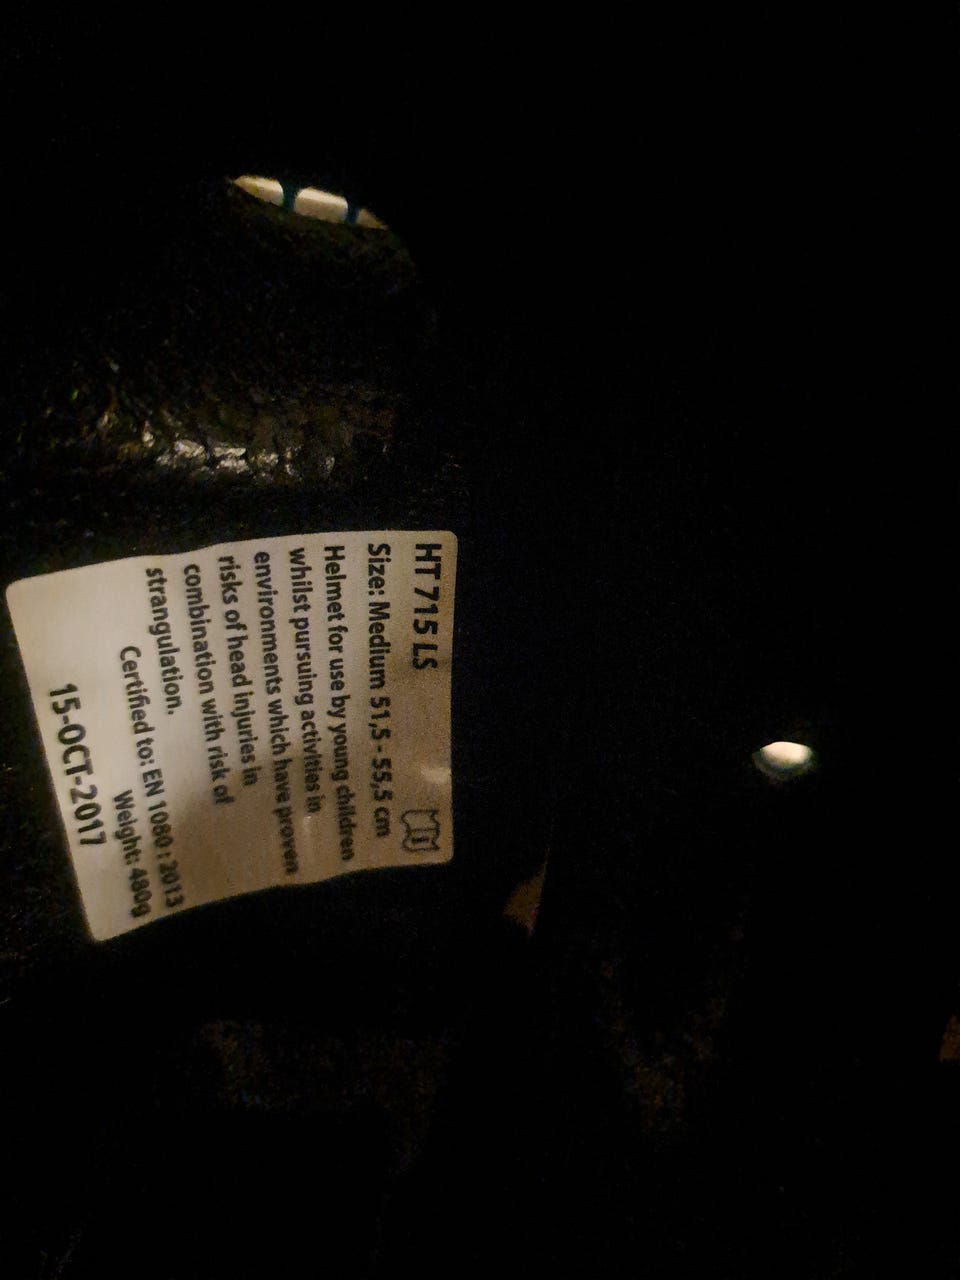 HT 715 LS
Size: Medium 51,5 - 55,5 cm
Helmet for use by young children
whilst pursuing activities in
environments which have proven
risks of head injuries in
combination with risk of
strangulation.
Certified to: EN 1080 : 2013
Weight: 480g
15-OCT-2017